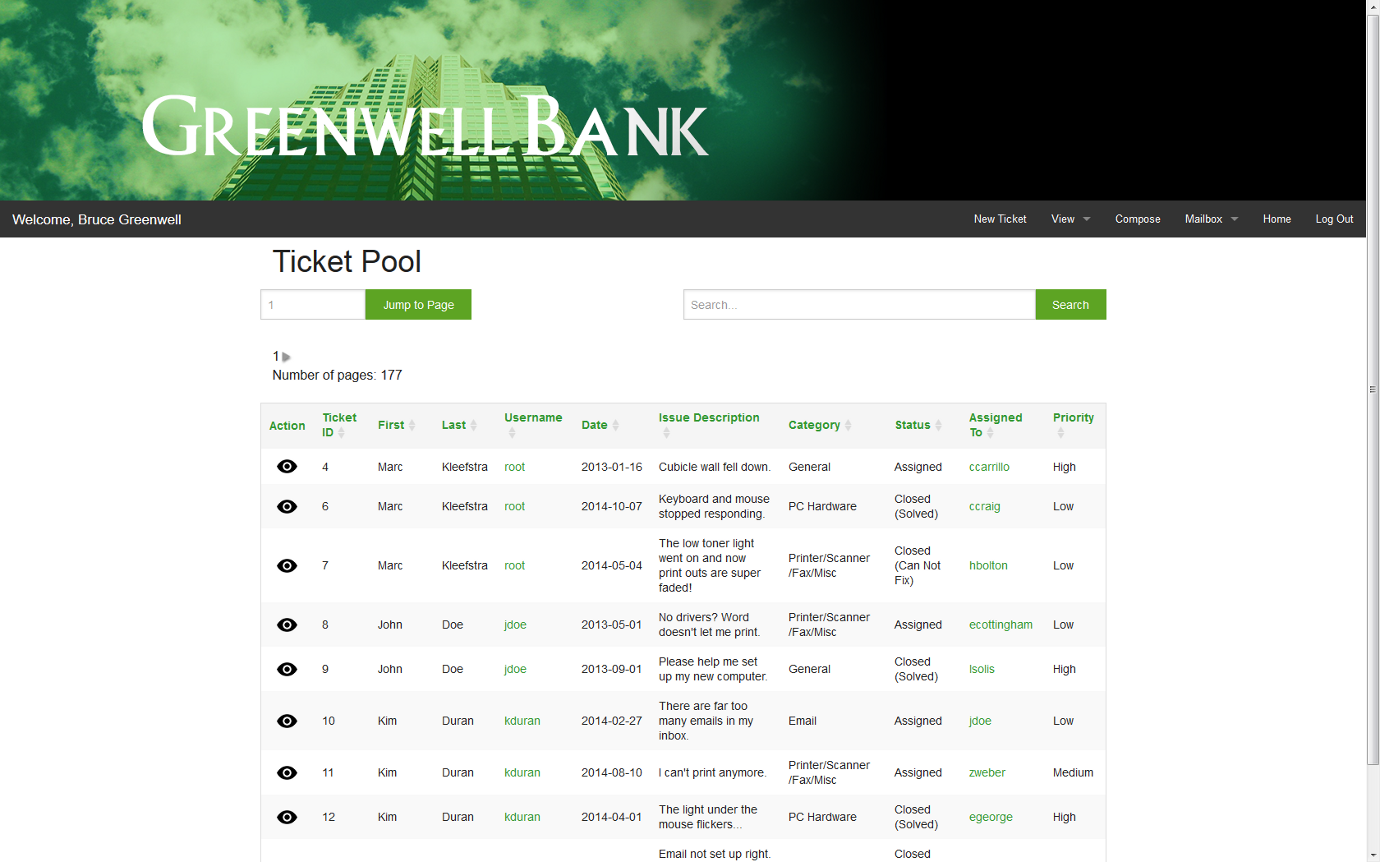 GREENWELL BANK
Welcome, Bruce Greenwell New Ticket View Compose Mailbox Home Log Out
Ticket Pool
1 Jump to Page Search... Search
1
Number of pages: 177
Action Ticket ID First Last Username Date Issue Description Category Status Assigned To Priority
4 Marc Kleefstra root 2013-01-16 Cubicle wall fell down. General Assigned ccarrillo High
6 Marc Kleefstra root 2014-10-07 Keyboard and mouse stopped responding. PC Hardware Closed (Solved) ccraig Low
7 Marc Kleefstra root 2014-05-04 The low toner light went on and now print outs are super faded! Printer/Scanner/Fax/Misc Closed (Can Not Fix) hbolton Low
8 John Doe jdoe 2013-05-01 No drivers? Word doesn't let me print. Printer/Scanner/Fax/Misc Assigned ecottingham Low
9 John Doe jdoe 2013-09-01 Please help me set up my new computer. General Closed (Solved) lsolis High
10 Kim Duran kduran 2014-02-27 There are far too many emails in my inbox. Email Assigned jdoe Low
11 Kim Duran kduran 2014-08-10 I can't print anymore. Printer/Scanner/Fax/Misc Assigned zweber Medium
12 Kim Duran kduran 2014-04-01 The light under the mouse flickers... PC Hardware Closed (Solved) egeorge High
Email not set up right. Closed